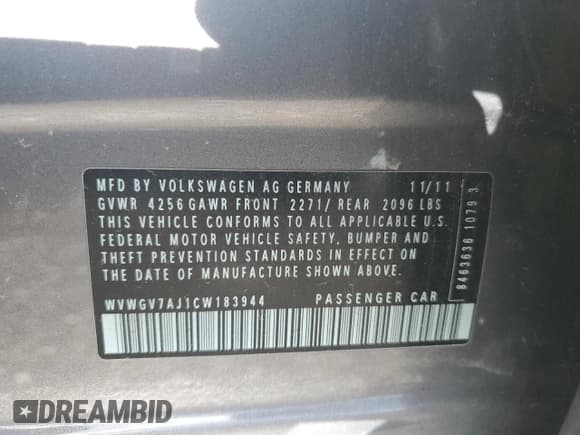 MFD BY VOLKSWAGEN AG GERMANY 11/11
GVWR 4256 GAWR FRONT 2271/ REAR 2096 LBS
THIS VEHICLE CONFORMS TO ALL APPLICABLE U.S.
FEDERAL MOTOR VEHICLE SAFETY, BUMPER AND
THEFT PREVENTION STANDARDS IN EFFECT ON
THE DATE OF MANUFACTURE SHOWN ABOVE.
WVWGV7AJ1CW183944 PASSENGER CAR
8463636 1079 3
DREAMBID